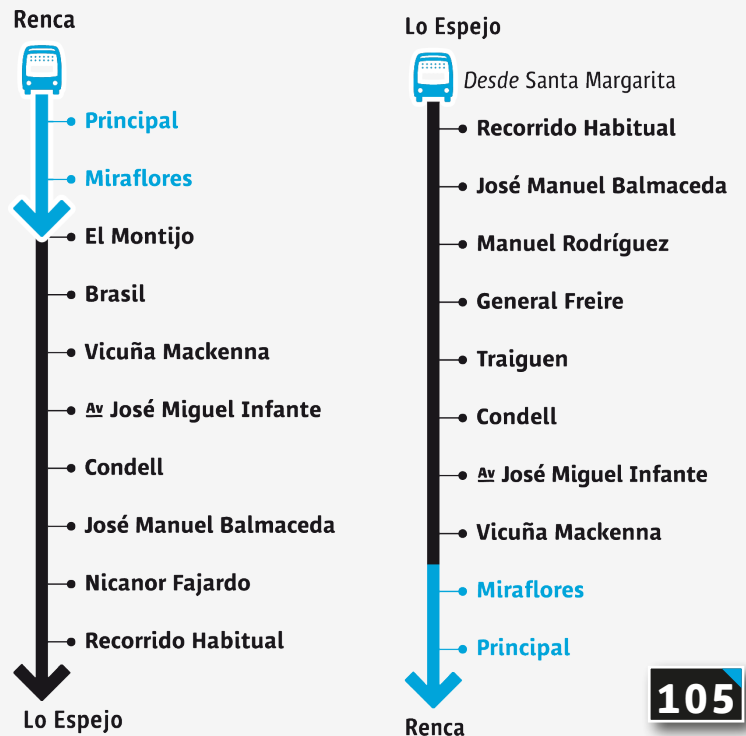 Renca
Principal
Miraflores
El Montijo
Brasil
Vicuña Mackenna
Av José Miguel Infante
Condell
José Manuel Balmaceda
Nicanor Fajardo
Recorrido Habitual
Lo Espejo
Lo Espejo
Desde Santa Margarita
Recorrido Habitual
José Manuel Balmaceda
Manuel Rodríguez
General Freire
Traiguen
Condell
Av José Miguel Infante
Vicuña Mackenna
Miraflores
Principal
Renca
105